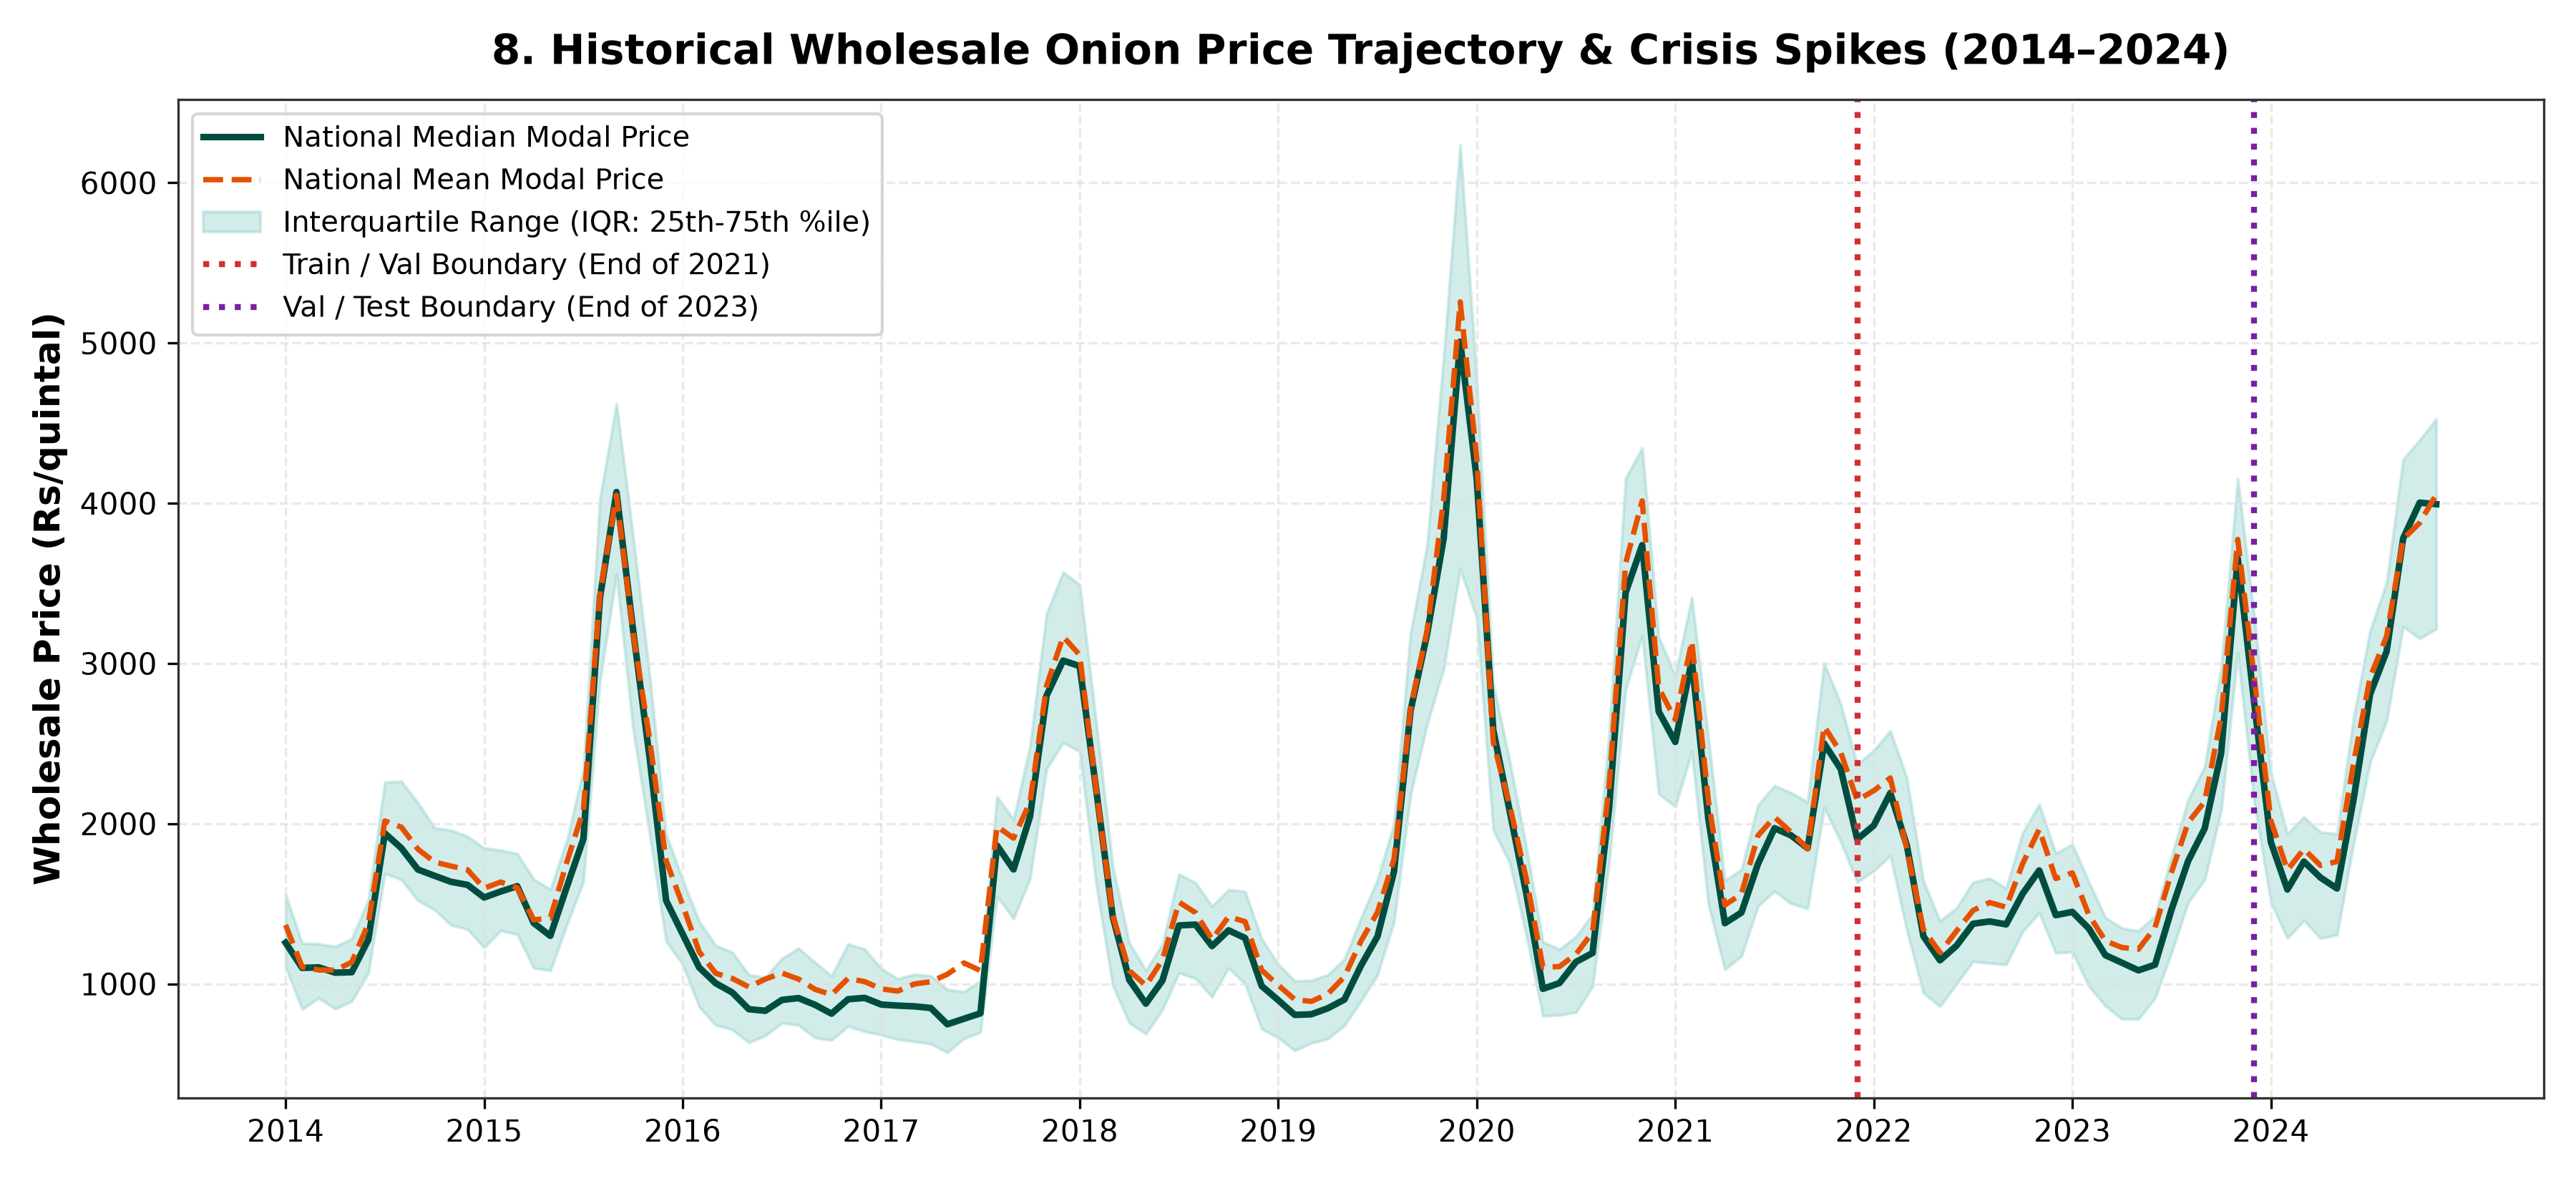 8. Historical Wholesale Onion Price Trajectory & Crisis Spikes (2014–2024)
National Median Modal Price
National Mean Modal Price
Interquartile Range (IQR: 25th-75th %ile)
Train / Val Boundary (End of 2021)
Val / Test Boundary (End of 2023)
Wholesale Price (Rs/quintal)
6000
5000
4000
3000
2000
1000
2014 2015 2016 2017 2018 2019 2020 2021 2022 2023 2024